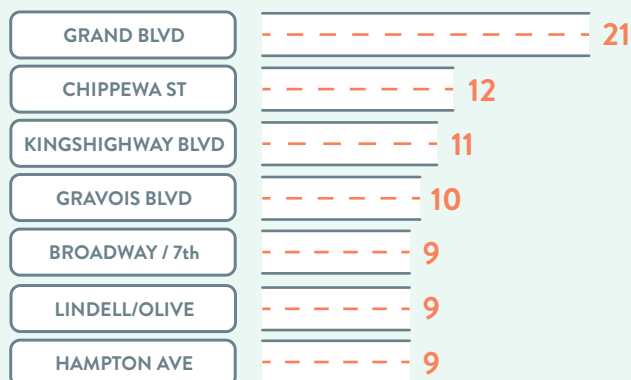 GRAND BLVD 21
CHIPPEWA ST 12
KINGSHIGHWAY BLVD 11
GRAVOIS BLVD 10
BROADWAY / 7th 9
LINDELL/OLIVE 9
HAMPTON AVE 9